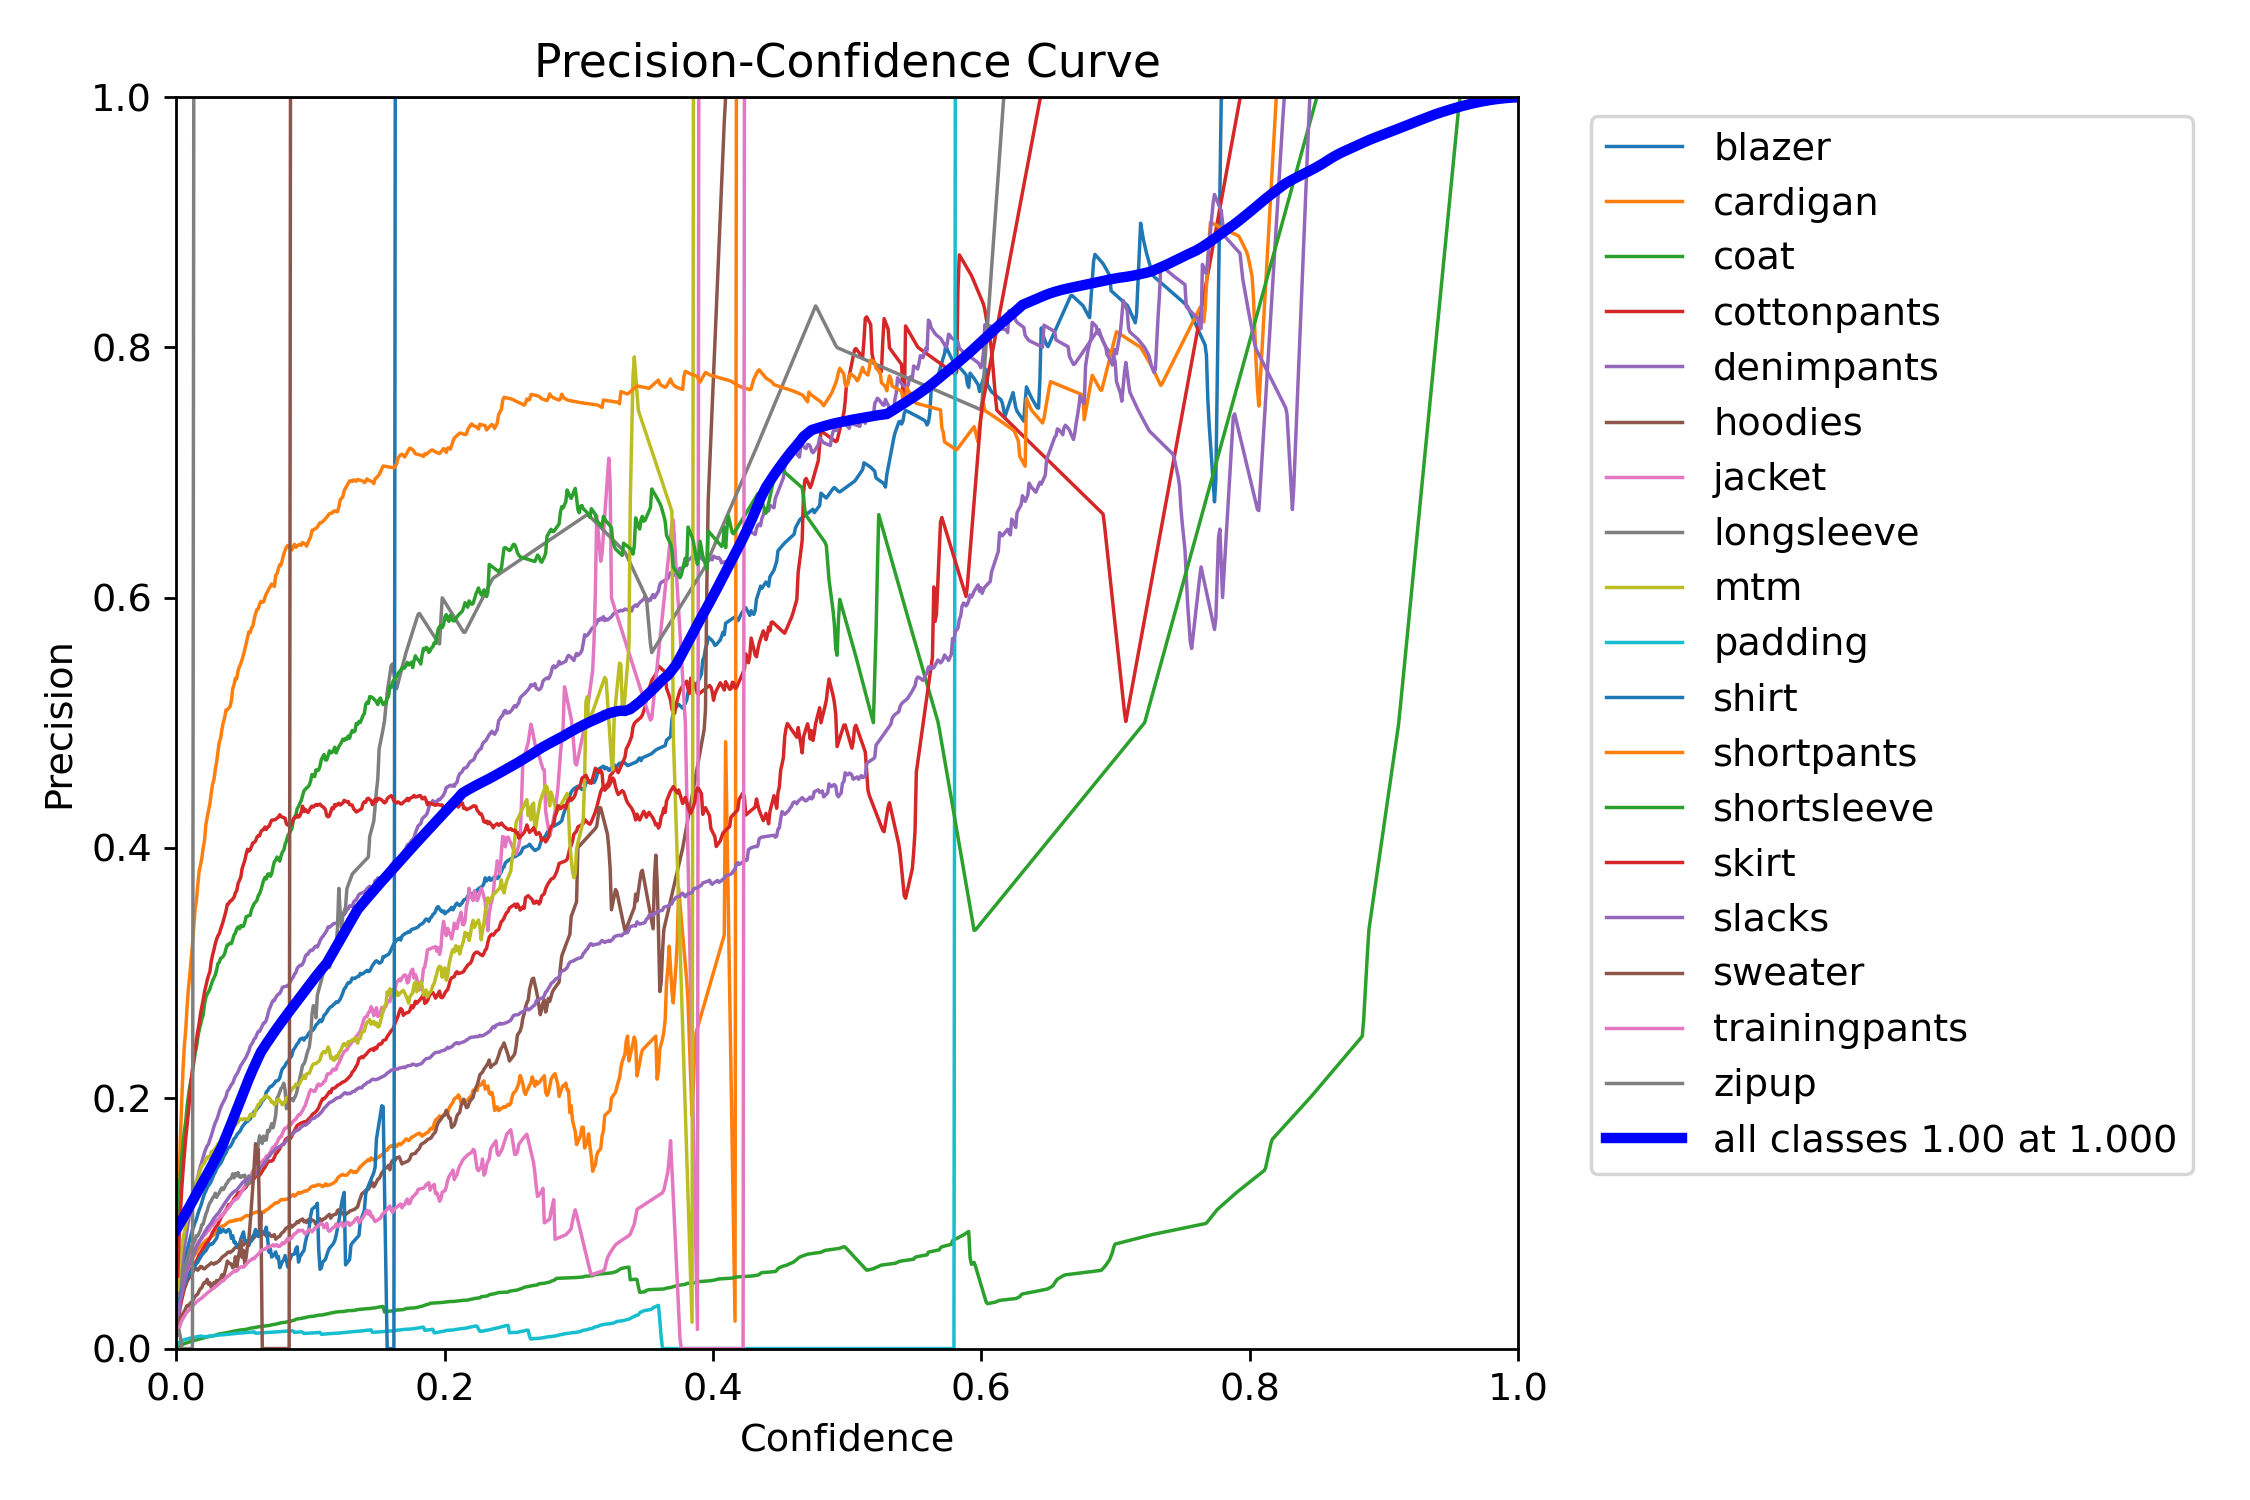 Precision-Confidence Curve
1.0
0.8
0.6
0.4
0.2
0.0
Precision
0.0 0.2 0.4 0.6 0.8 1.0
Confidence
blazer
cardigan
coat
cottonpants
denimpants
hoodies
jacket
longsleeve
mtm
padding
shirt
shortpants
shortsleeve
skirt
slacks
sweater
trainingpants
zipup
all classes 1.00 at 1.000